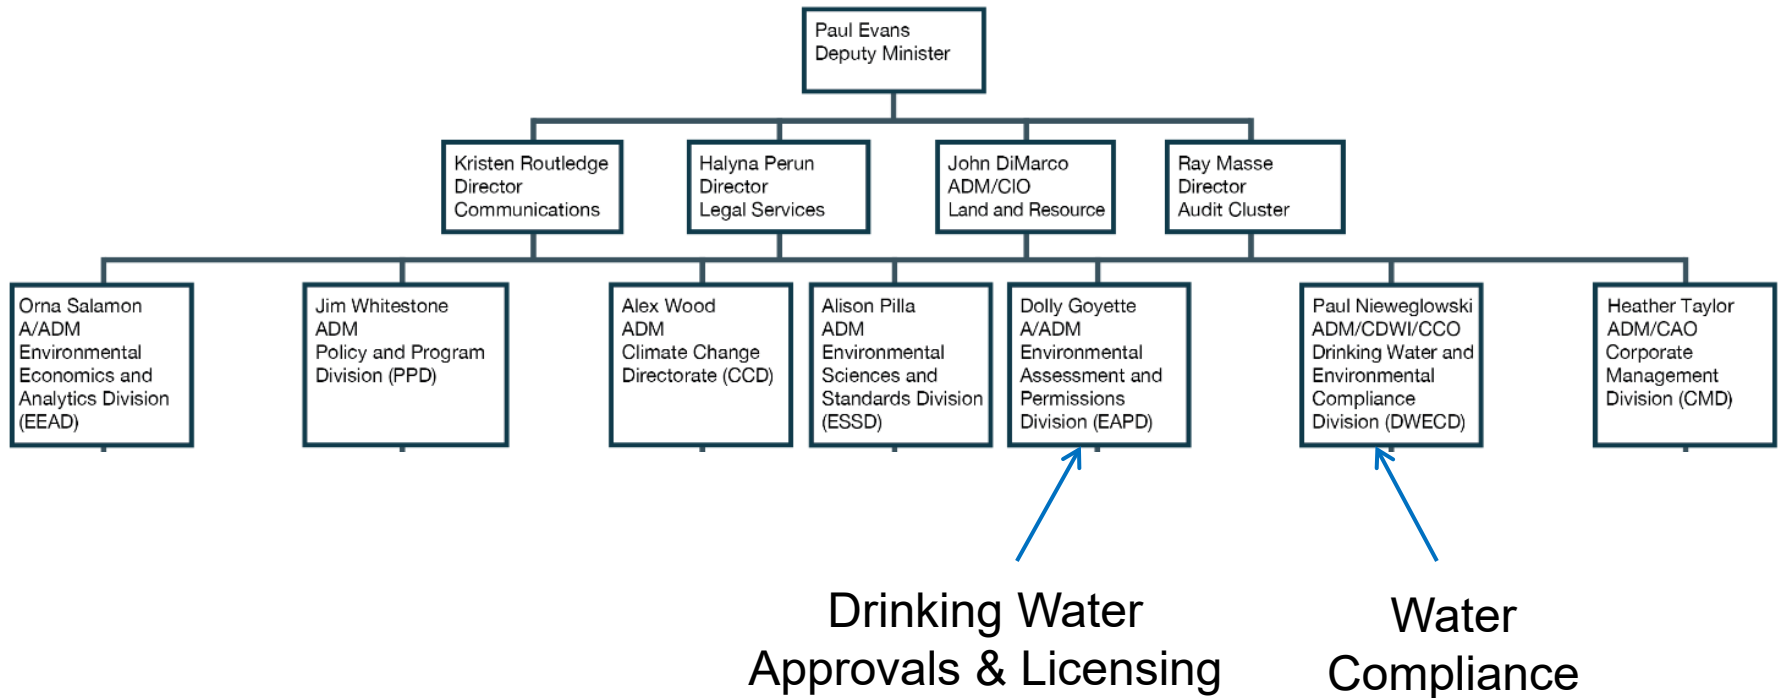 Paul Evans
Deputy Minister
Kristen Routledge
Director
Communications
Halyna Perun
Director
Legal Services
John DiMarco
ADM/CIO
Land and Resource
Ray Masse
Director
Audit Cluster
Orna Salamon
A/ADM
Environmental
Economics and
Analytics Division
(EEAD)
Jim Whitestone
ADM
Policy and Program
Division (PPD)
Alex Wood
ADM
Climate Change
Directorate (CCD)
Alison Pilla
ADM
Environmental
Sciences and
Standards Division
(ESSD)
Dolly Goyette
A/ADM
Environmental
Assessment and
Permissions
Division (EAPD)
Paul Nieweglowski
ADM/CDWI/CCO
Drinking Water and
Environmental
Compliance
Division (DWECD)
Heather Taylor
ADM/CAO
Corporate
Management
Division (CMD)
Drinking Water
Approvals & Licensing
Water
Compliance